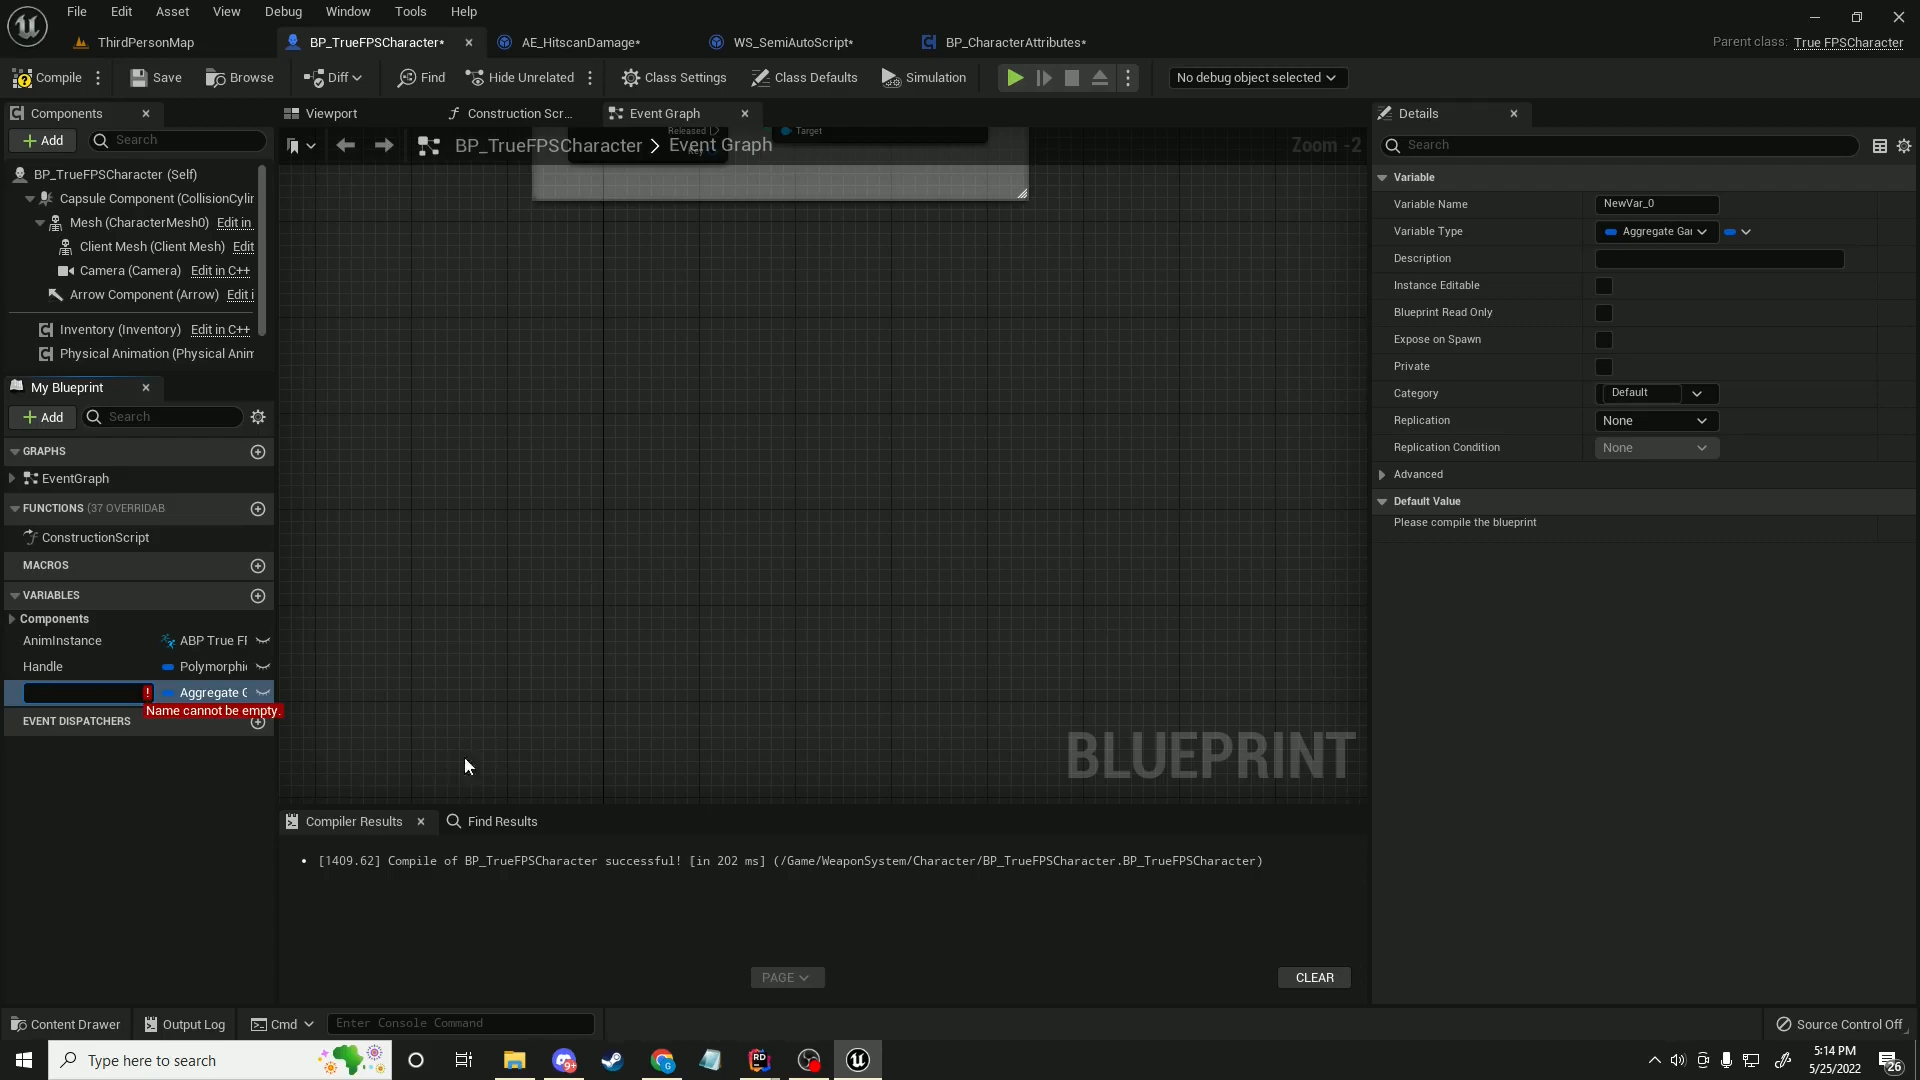 File Edit Asset View Debug Window Tools Help
ThirdPersonMap BP_TrueFPSCharacter* AE_HitscanDamage* WS_SemiAutoScript* BP_CharacterAttributes* Parent class: True FPSCharacter
Compile Save Browse Diff Find Hide Unrelated Class Settings Class Defaults Simulation No debug object selected
Components Viewport Construction Scr... Event Graph Details
Add Search BP_TrueFPSCharacter > Event Graph Zoom -2 Search
Released Target
BP_TrueFPSCharacter (Self)
Capsule Component (CollisionCylin
Mesh (CharacterMesh0) Edit in
Client Mesh (Client Mesh) Edit
Camera (Camera) Edit in C++
Arrow Component (Arrow) Edit i
Inventory (Inventory) Edit in C++
Physical Animation (Physical Anim
My Blueprint
Add Search
GRAPHS
EventGraph
FUNCTIONS (37 OVERRIDAB
ConstructionScript
MACROS
VARIABLES
Components
AnimInstance ABP True FI
Handle Polymorphi
! Aggregate G
Name cannot be empty.
EVENT DISPATCHERS
Variable
Variable Name NewVar_0
Variable Type Aggregate Gar
Description
Instance Editable
Blueprint Read Only
Expose on Spawn
Private
Category Default
Replication None
Replication Condition None
Advanced
Default Value
Please compile the blueprint
BLUEPRINT
Compiler Results Find Results
• [1409.62] Compile of BP_TrueFPSCharacter successful! [in 202 ms] (/Game/WeaponSystem/Character/BP_TrueFPSCharacter.BP_TrueFPSCharacter)
PAGE CLEAR
Content Drawer Output Log Cmd Enter Console Command Source Control Off
Type here to search 5:14 PM
5/25/2022 26